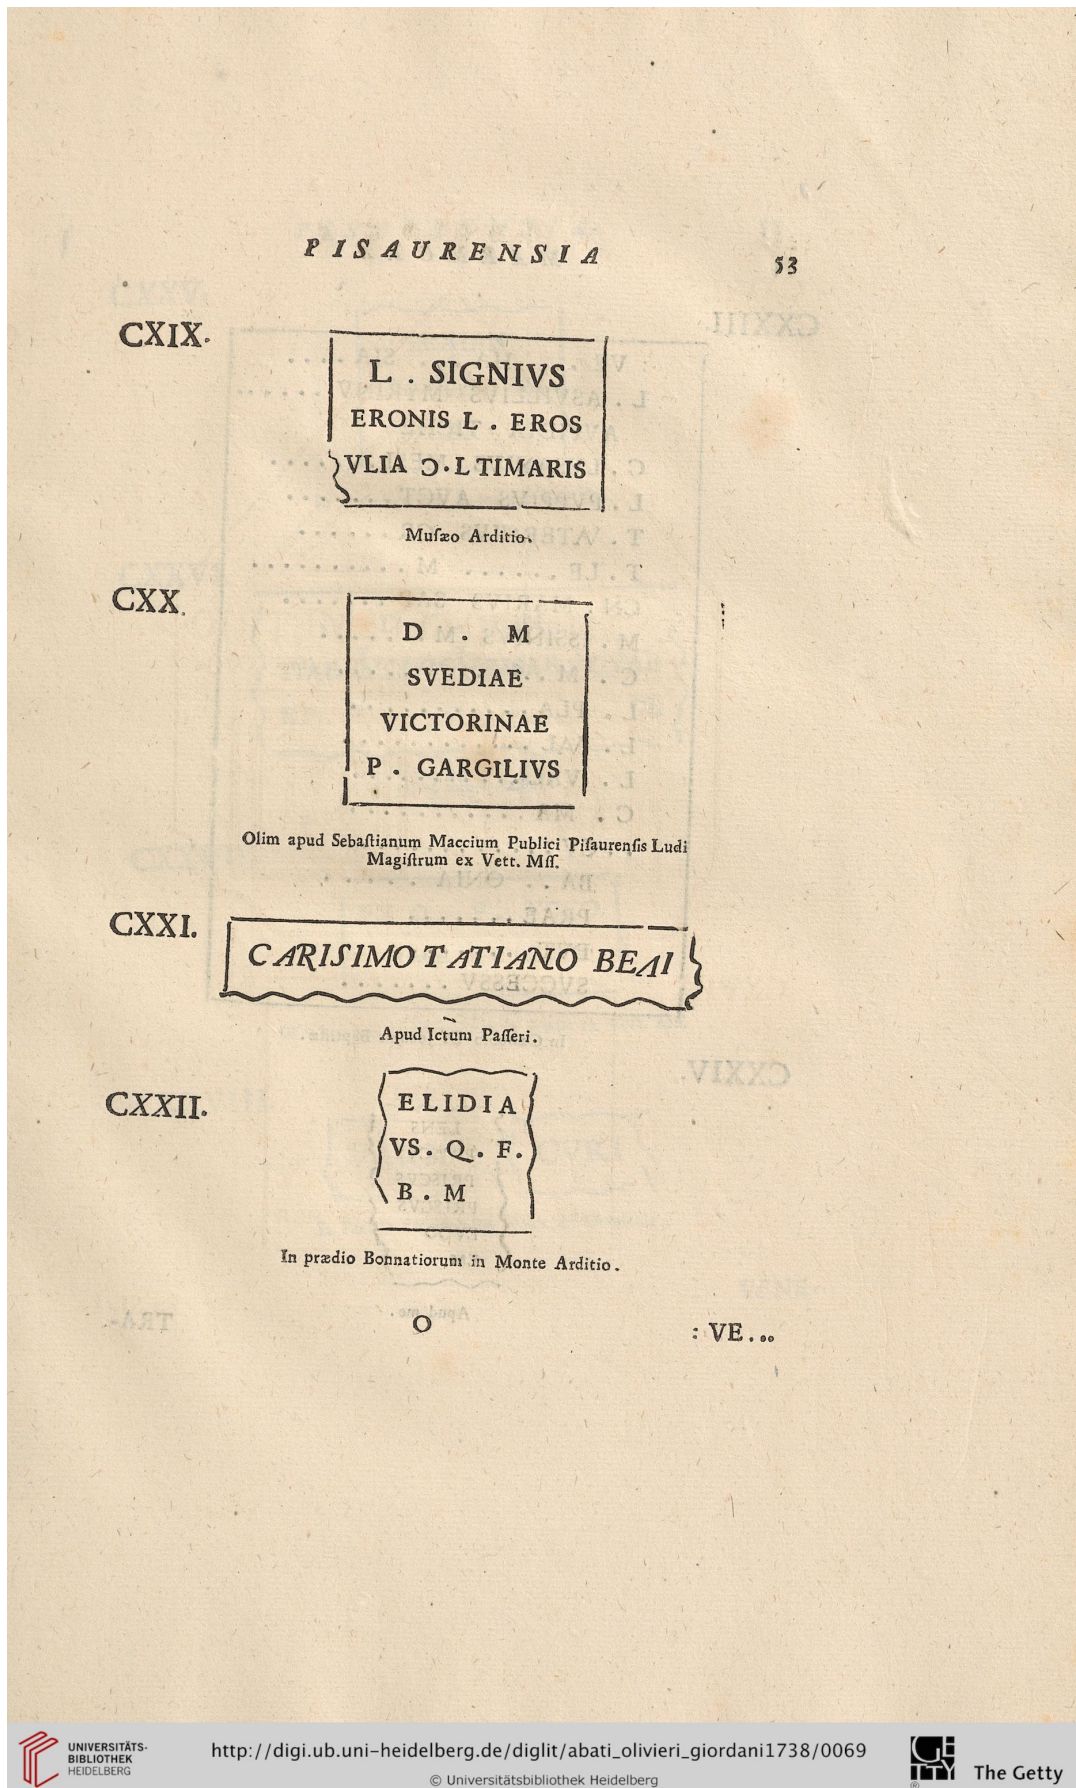 PISAURENSIA
53
CXIX.
L . SIGNIVS
ERONIS L . EROS
VLIA Ɔ. L TIMARIS
Muſæo Arditio.
CXX.
D . M
SVEDIAE
VICTORINAE
P . GARGILIVS
Olim apud Sebaſtianum Maccium Publici Piſaurenſis Ludi
Magiſtrum ex Vett. Mſſ.
CXXI.
CARISIMO TATIANO BEAI
Apud Ictum̃ Paſſeri.
CXXII.
ELIDIA
VS. Q. F.
B . M
In prædio Bonnatiorum in Monte Arditio.
O
: VE...
UNIVERSITÄTS-
BIBLIOTHEK
HEIDELBERG
http://digi.ub.uni-heidelberg.de/diglit/abati_olivieri_giordani1738/0069
© Universitätsbibliothek Heidelberg
GETTY
The Getty